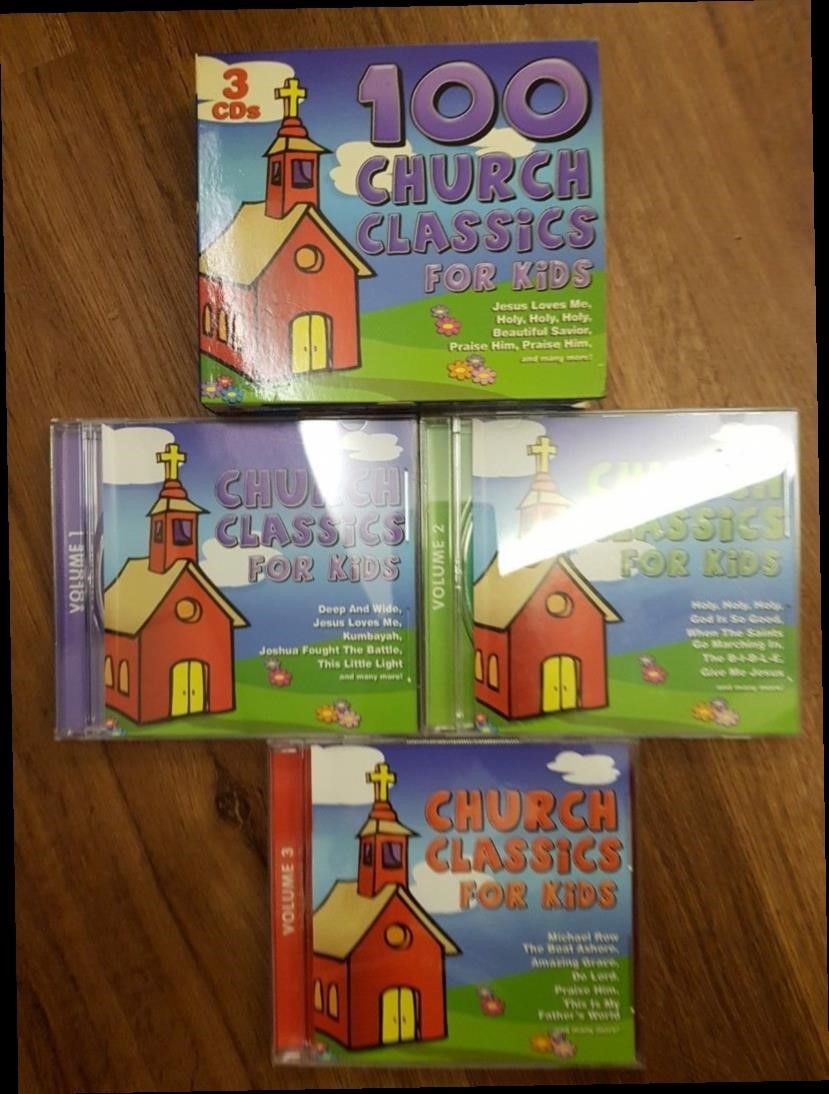 3
CDs
100
CHURCH
CLASSiCS
FOR KiDS
Jesus Loves Me,
Holy, Holy, Holy,
Beautiful Savior,
Praise Him, Praise Him,
and many more!
VOLUME 1
CHURCH
CLASSiCS
FOR KiDS
Deep And Wide,
Jesus Loves Me,
Kumbayah,
Joshua Fought The Battle,
This Little Light
and many more!
VOLUME 2
CHURCH
CLASSiCS
FOR KiDS
Holy, Holy, Holy,
God Is So Good,
When The Saints
Go Marching In,
The B-I-B-L-E,
Give Me Jesus
and many more!
VOLUME 3
CHURCH
CLASSiCS
FOR KiDS
Michael Row
The Boat Ashore,
Amazing Grace,
Do Lord,
Praise Him,
This Is My
Father's World
and many more!